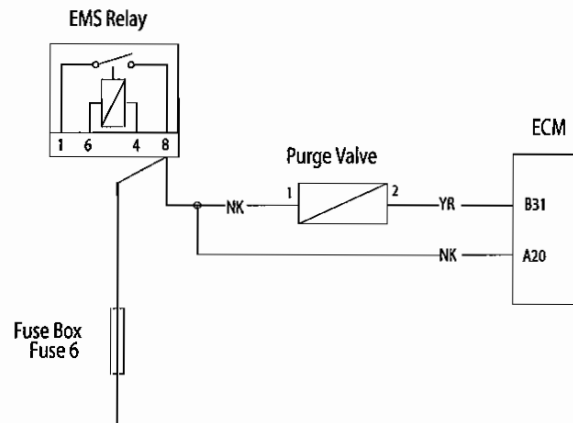 EMS Relay
1 6 4 8
ECM
Purge Valve
1 2
NK YR B31
NK A20
Fuse Box
Fuse 6